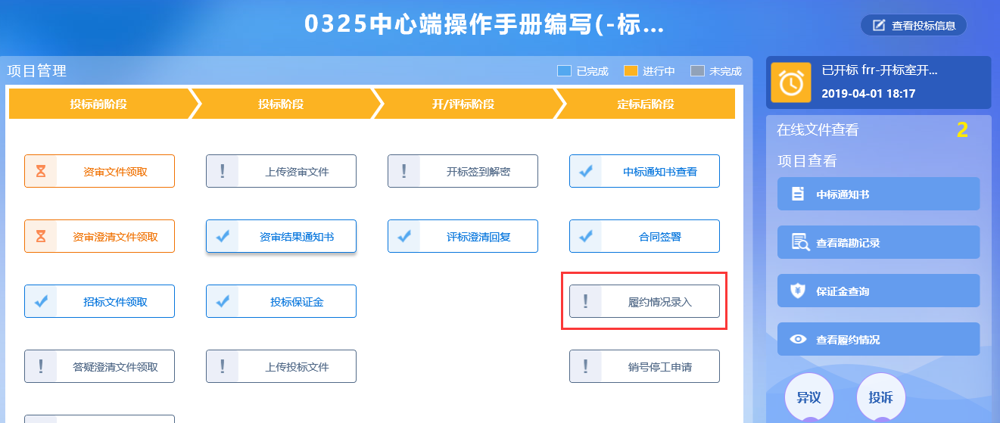 0325中心端操作手册编写(-标...
查看投标信息
项目管理
已完成
进行中
未完成
投标前阶段
投标阶段
开/评标阶段
定标后阶段
资审文件领取
上传资审文件
开标签到解密
中标通知书查看
资审澄清文件领取
资审结果通知书
评标澄清回复
合同签署
招标文件领取
投标保证金
履约情况录入
答疑澄清文件领取
上传投标文件
销号停工申请
已开标 frr-开标室开...
2019-04-01 18:17
在线文件查看
2
项目查看
中标通知书
查看踏勘记录
保证金查询
查看履约情况
异议
投诉